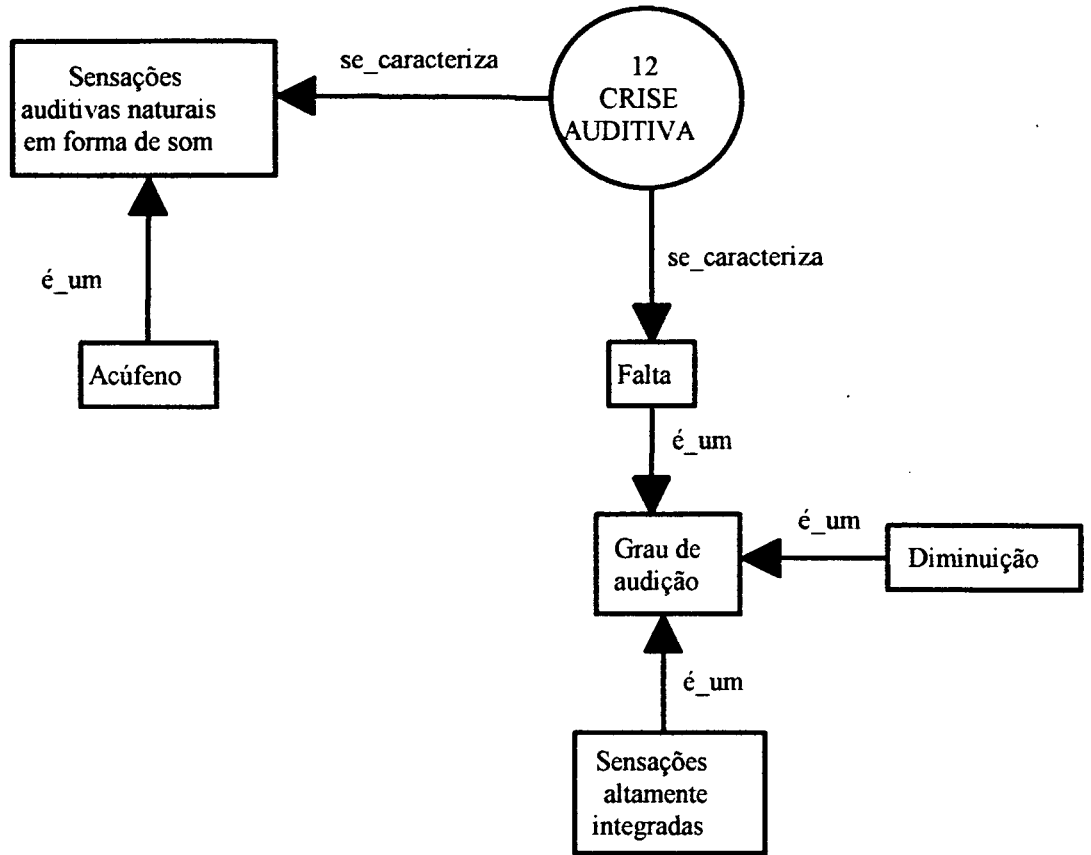 se_caracteriza
12
CRISE
AUDITIVA
Sensações
auditivas naturais
em forma de som
se_caracteriza
é_um
Acúfeno
Falta
é_um
Grau de
audição
é_um
Diminuição
é_um
Sensações
altamente
integradas